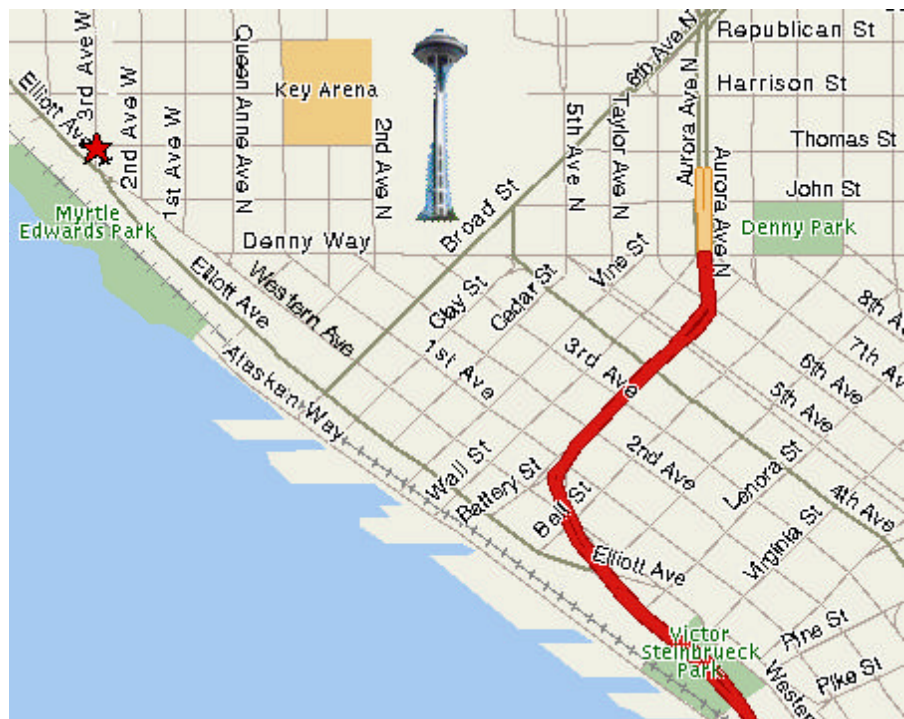 Republican St
6th Ave N
3rd Ave W
2nd Ave W
1st Ave W
Queen Anne Ave N
Key Arena
2nd Ave N
5th Ave N
Taylor Ave N
Aurora Ave N
Harrison St
Thomas St
Aurora Ave N
John St
Denny Park
Elliott Ave
Myrtle
Edwards Park
Denny Way
Broad St
Vine St
Elliott Ave
Western Ave
Clay St
Cedar St
8th Av
7th Av
6th Ave
5th Ave
1st Ave
3rd Ave
Alaskan Way
2nd Ave
Lenora St
4th Ave
Wall St
Battery St
Bell St
Virginia St
Elliott Ave
Victor
Steinbrueck
Park
Pine St
Pike St
Western